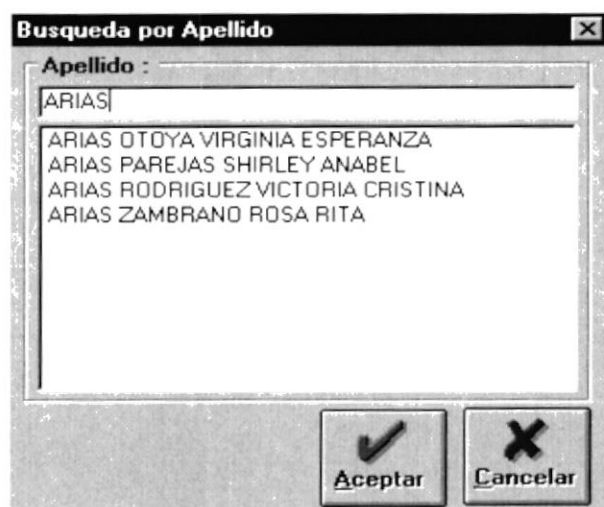 Busqueda por Apellido
Apellido :
ARIAS
ARIAS OTOYA VIRGINIA ESPERANZA
ARIAS PAREJAS SHIRLEY ANABEL
ARIAS RODRIGUEZ VICTORIA CRISTINA
ARIAS ZAMBRANO ROSA RITA
Aceptar Cancelar